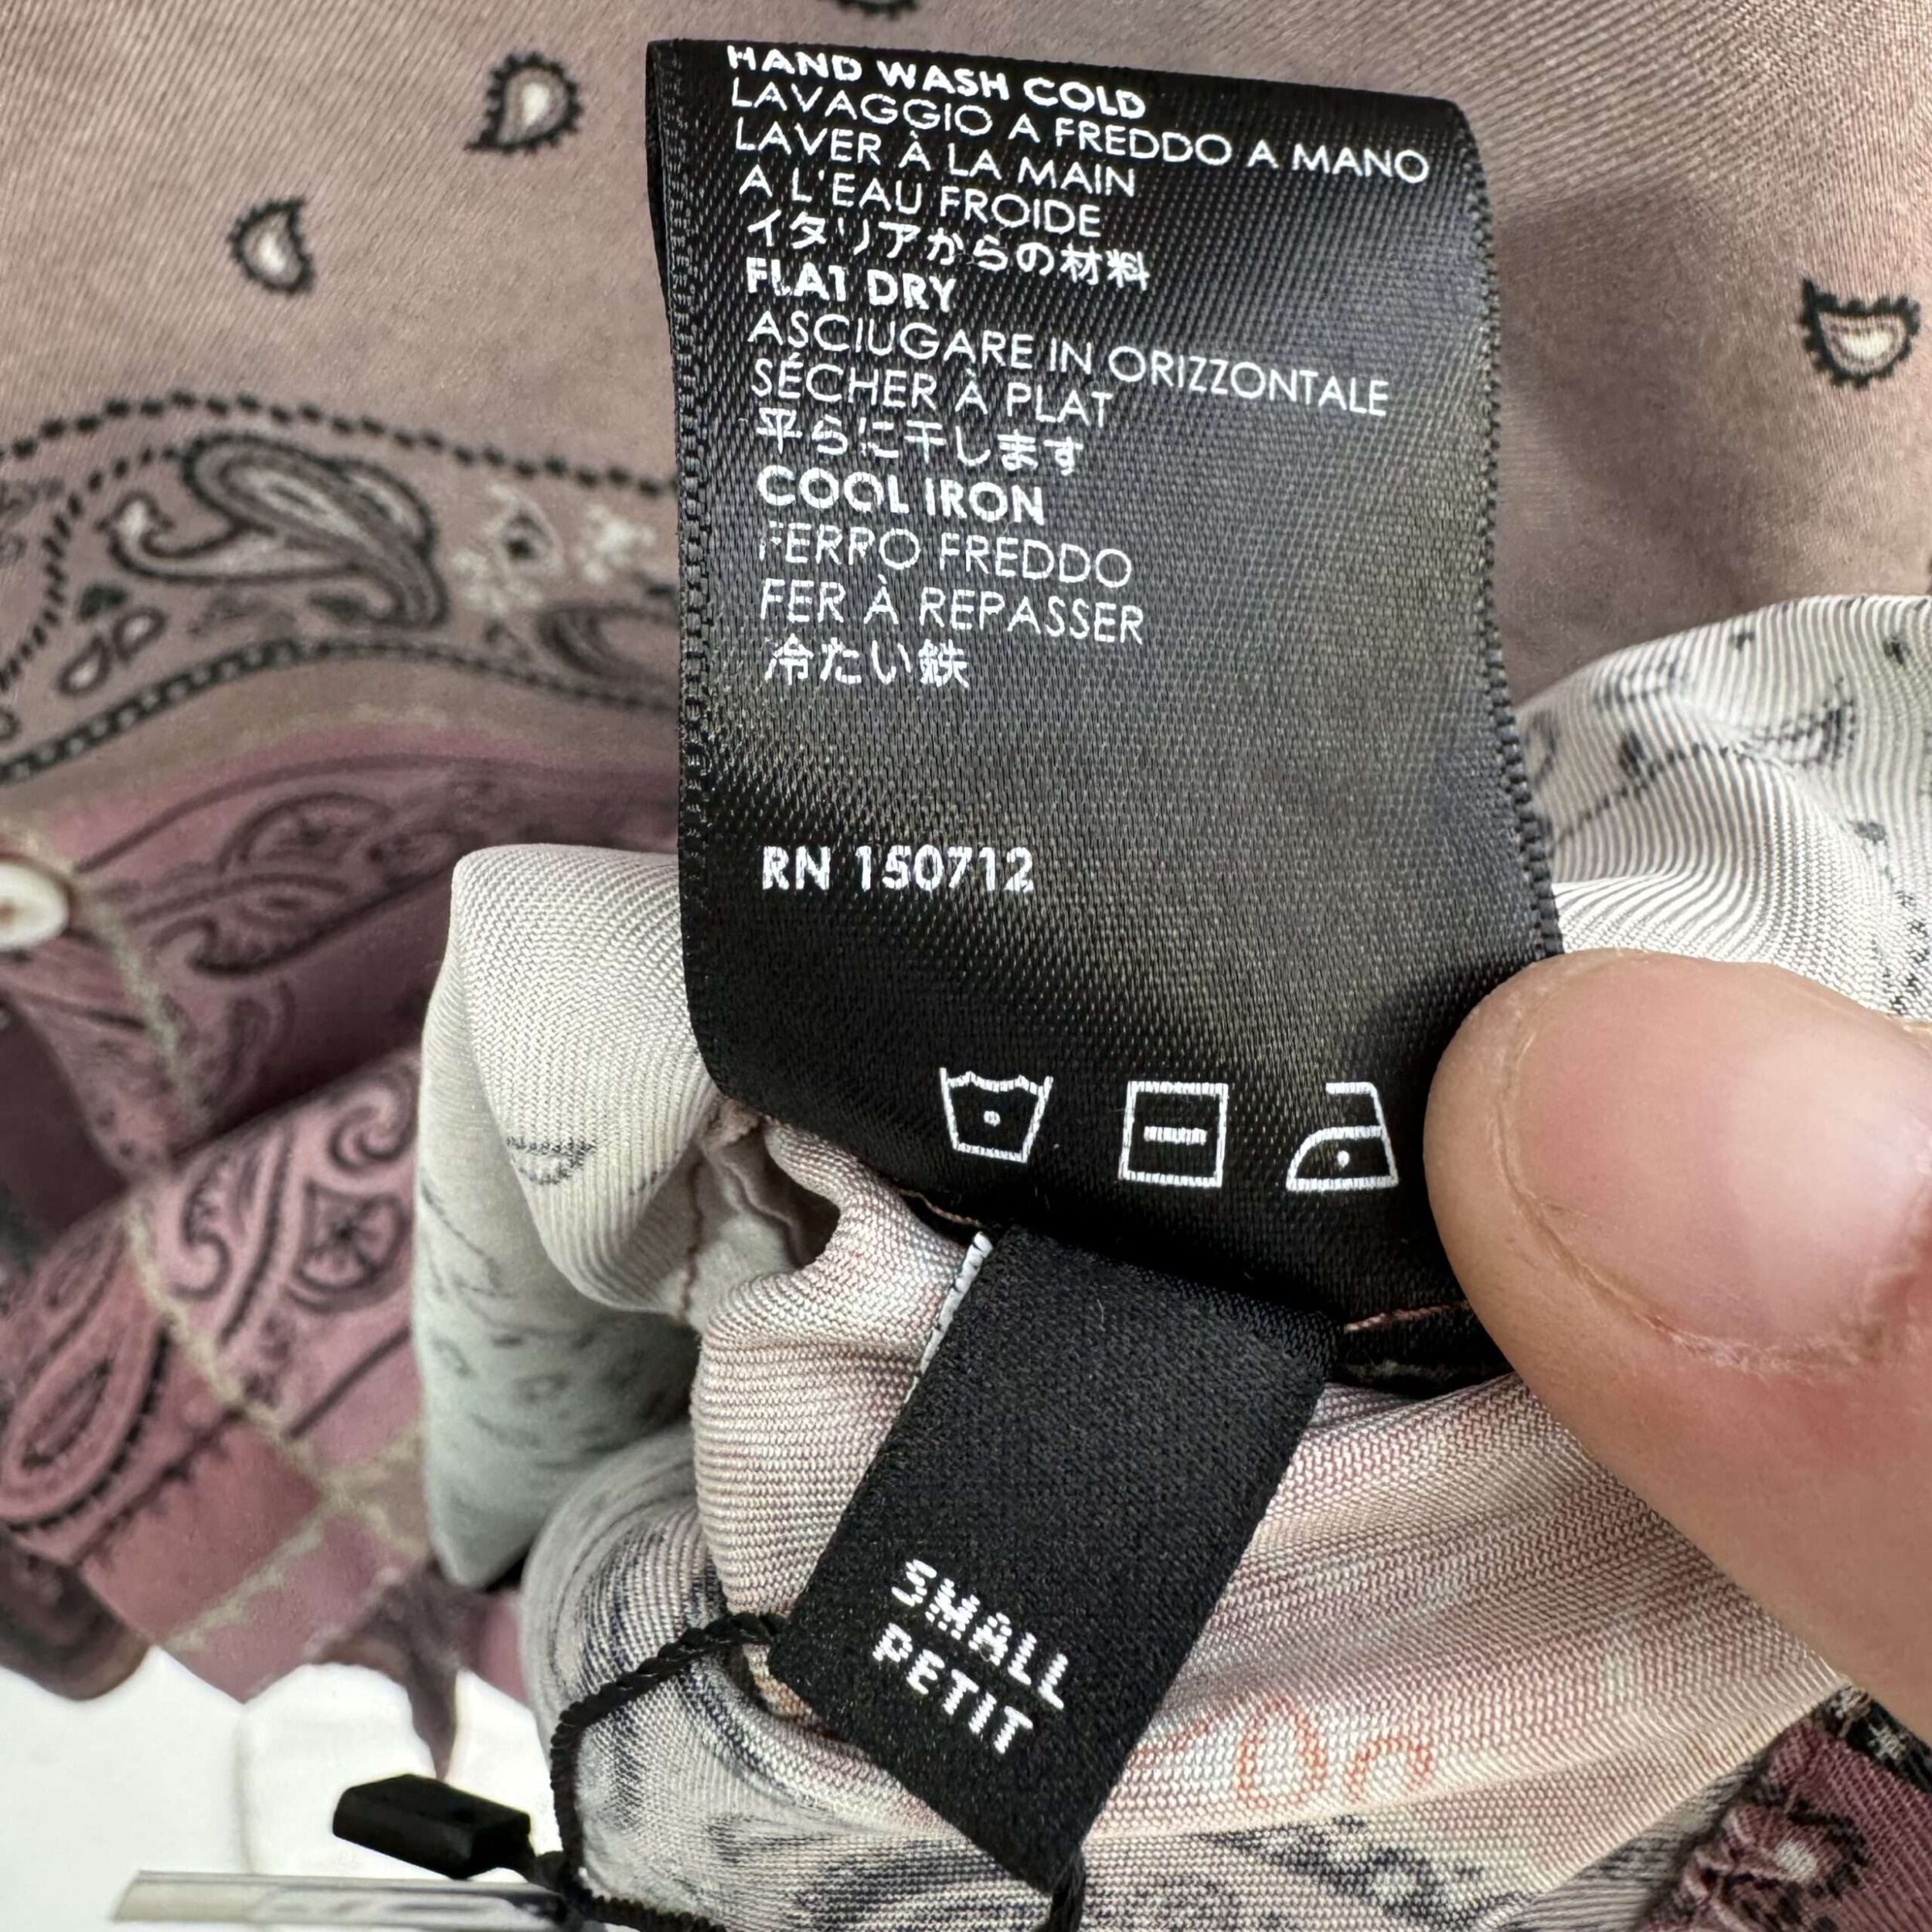 HAND WASH COLD
LAVAGGIO A FREDDO A MANO
LAVER À LA MAIN
A L'EAU FROIDE
イタリアからの材料
FLAT DRY
ASCIUGARE IN ORIZZONTALE
SÉCHER À PLAT
平らに干します
COOL IRON
FERRO FREDDO
FER À REPASSER
冷たい鉄
RN 150712
SMALL
PETIT